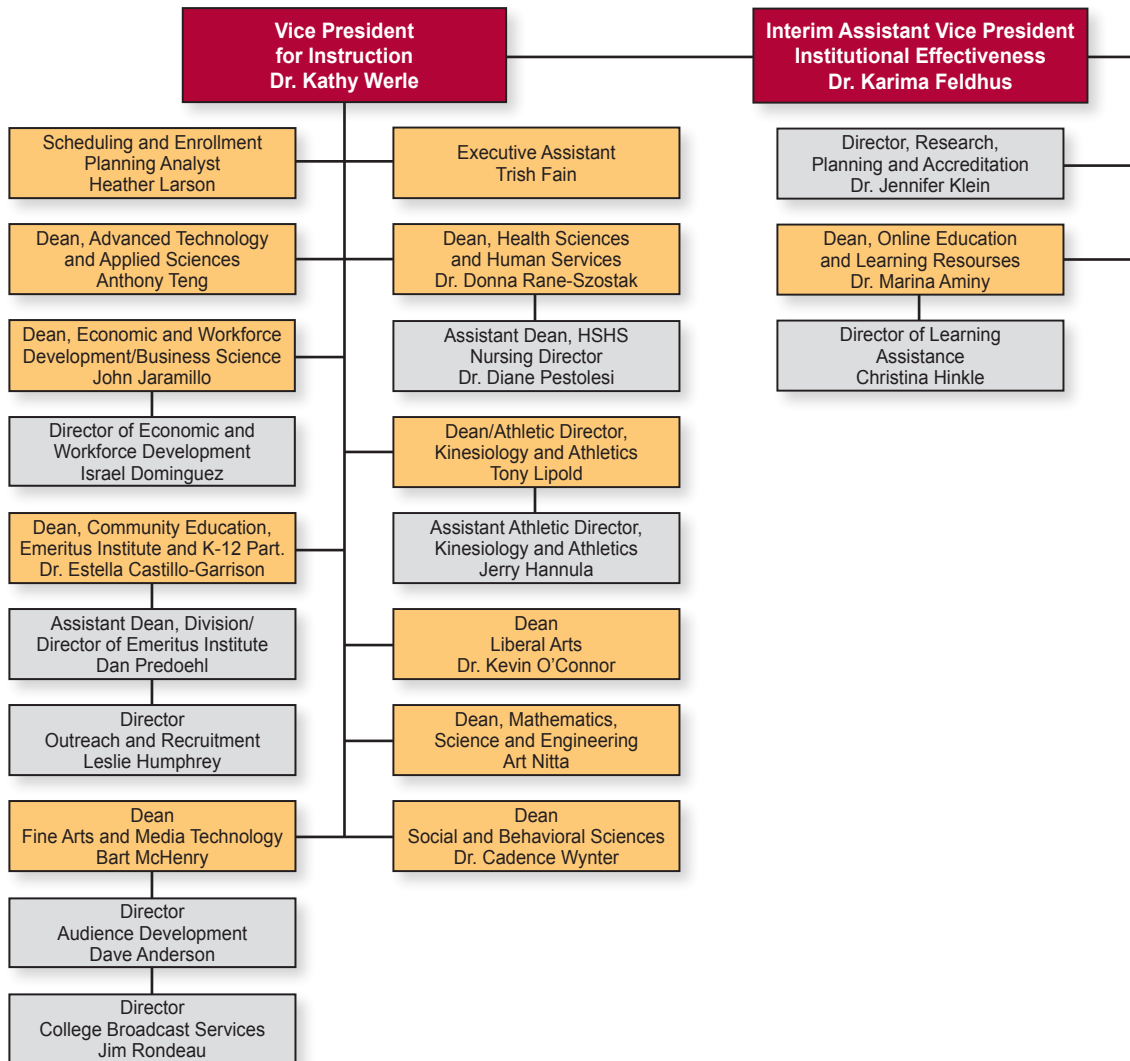 Vice President
for Instruction
Dr. Kathy Werle
Interim Assistant Vice President
Institutional Effectiveness
Dr. Karima Feldhus
Scheduling and Enrollment
Planning Analyst
Heather Larson
Executive Assistant
Trish Fain
Director, Research,
Planning and Accreditation
Dr. Jennifer Klein
Dean, Advanced Technology
and Applied Sciences
Anthony Teng
Dean, Health Sciences
and Human Services
Dr. Donna Rane-Szostak
Dean, Online Education
and Learning Resourses
Dr. Marina Aminy
Dean, Economic and Workforce
Development/Business Science
John Jaramillo
Assistant Dean, HSHS
Nursing Director
Dr. Diane Pestolesi
Director of Learning
Assistance
Christina Hinkle
Director of Economic and
Workforce Development
Israel Dominguez
Dean/Athletic Director,
Kinesiology and Athletics
Tony Lipold
Dean, Community Education,
Emeritus Institute and K-12 Part.
Dr. Estella Castillo-Garrison
Assistant Athletic Director,
Kinesiology and Athletics
Jerry Hannula
Assistant Dean, Division/
Director of Emeritus Institute
Dan Predoehl
Dean
Liberal Arts
Dr. Kevin O’Connor
Director
Outreach and Recruitment
Leslie Humphrey
Dean, Mathematics,
Science and Engineering
Art Nitta
Dean
Fine Arts and Media Technology
Bart McHenry
Dean
Social and Behavioral Sciences
Dr. Cadence Wynter
Director
Audience Development
Dave Anderson
Director
College Broadcast Services
Jim Rondeau